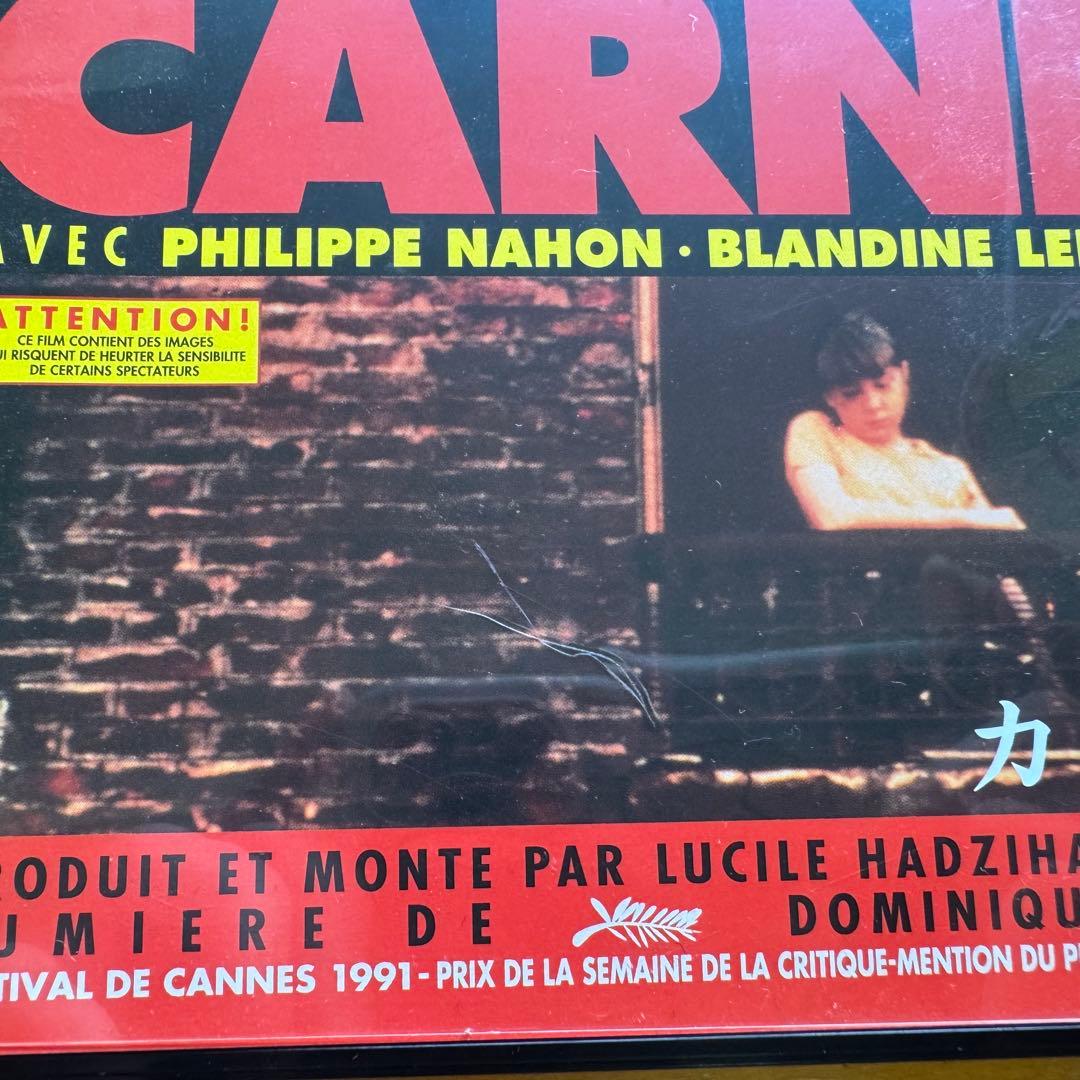 CARN
AVEC PHILIPPE NAHON · BLANDINE LE
ATTENTION!
CE FILM CONTIENT DES IMAGES
UI RISQUENT DE HEURTER LA SENSIBILITE
DE CERTAINS SPECTATEURS
カ
RODUIT ET MONTE PAR LUCILE HADZIHA
UMIERE DE DOMINIQU
TIVAL DE CANNES 1991-PRIX DE LA SEMAINE DE LA CRITIQUE-MENTION DU P